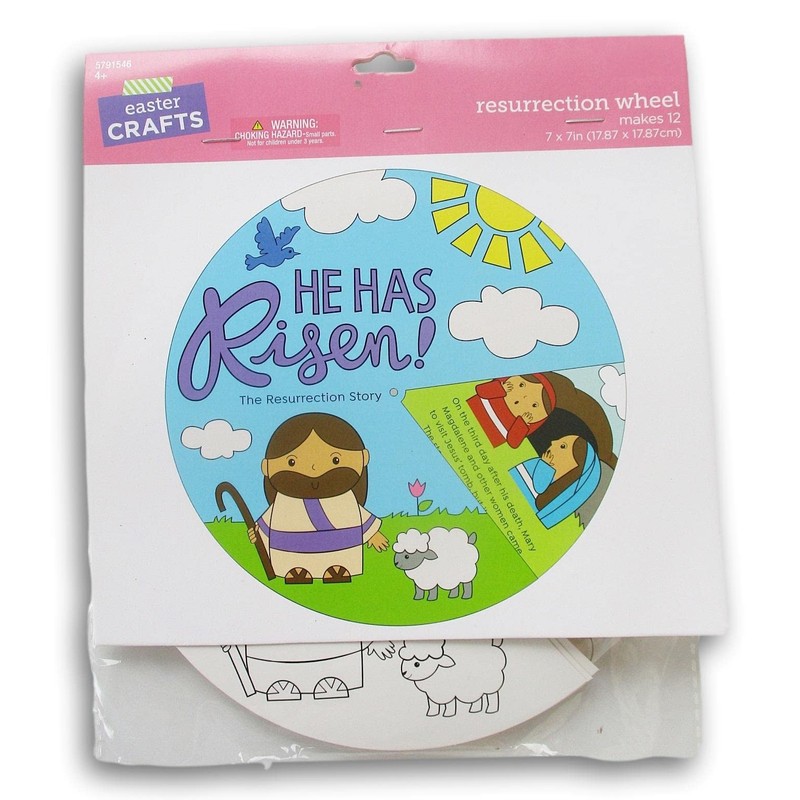 5791546
4+
easter
CRAFTS
WARNING:
CHOKING HAZARD-Small parts.
Not for children under 3 years.
resurrection wheel
makes 12
7 x 7in (17.87 x 17.87cm)
HE HAS
Risen!
The Resurrection Story
On the third day after his death, Mary
Magdalene and other women came
to visit Jesus' tomb, but
The